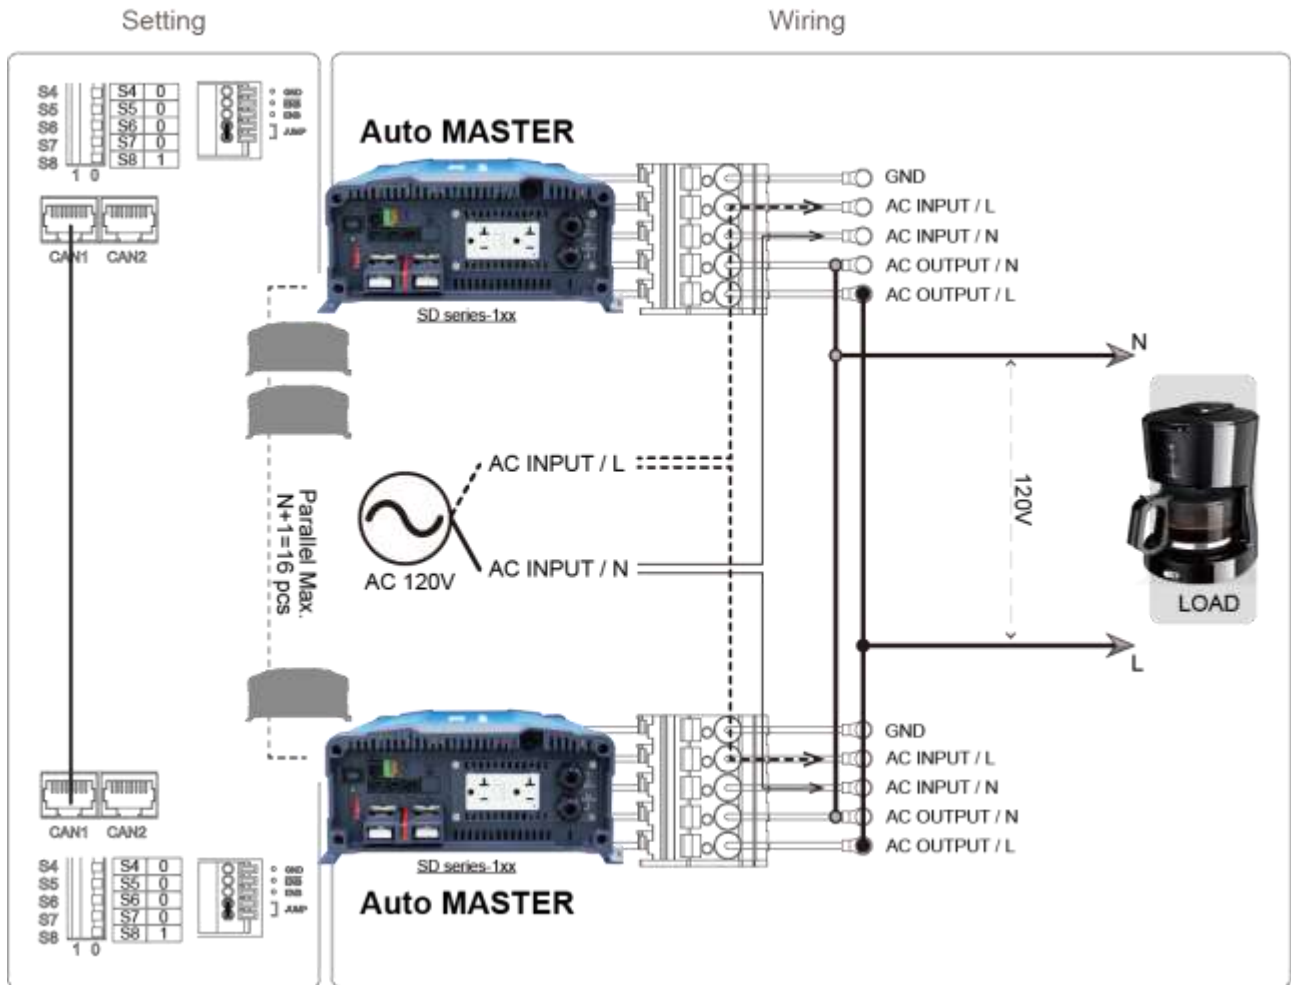 Setting
Wiring
S4
S5
S6
S7
S8
1 0
S4 0
S5 0
S6 0
S7 0
S8 1
GND
ENB
JUMP
CAN1 CAN2
Auto MASTER
SD series-1xx
GND
AC INPUT / L
AC INPUT / N
AC OUTPUT / N
AC OUTPUT / L
N
120V
L
LOAD
Parallel Max.
N+1=16 pcs
AC INPUT / L
AC 120V
AC INPUT / N
GND
AC INPUT / L
AC INPUT / N
AC OUTPUT / N
AC OUTPUT / L
SD series-1xx
Auto MASTER
CAN1 CAN2
S4
S5
S6
S7
S8
1 0
S4 0
S5 0
S6 0
S7 0
S8 1
GND
ENB
JUMP